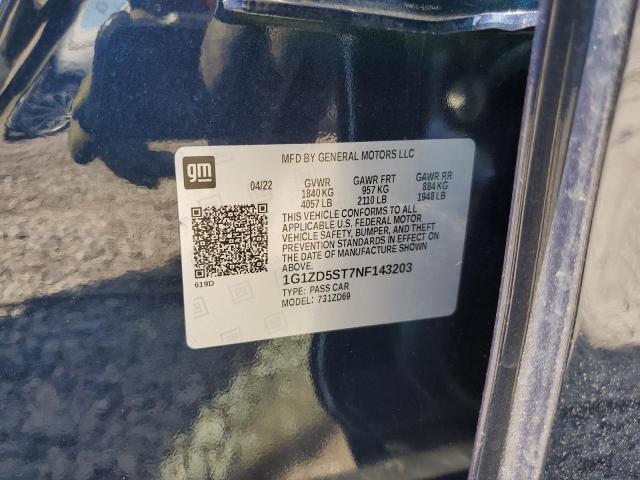 gm
MFD BY GENERAL MOTORS LLC
04/22 GVWR GAWR FRT GAWR RR
1840 KG 957 KG 884 KG
4057 LB 2110 LB 1948 LB
THIS VEHICLE CONFORMS TO ALL
APPLICABLE U.S. FEDERAL MOTOR
VEHICLE SAFETY, BUMPER, AND THEFT
PREVENTION STANDARDS IN EFFECT ON
THE DATE OF MANUFACTURE SHOWN
ABOVE.
619D
1G1ZD5ST7NF143203
TYPE: PASS CAR
MODEL: 731ZD69